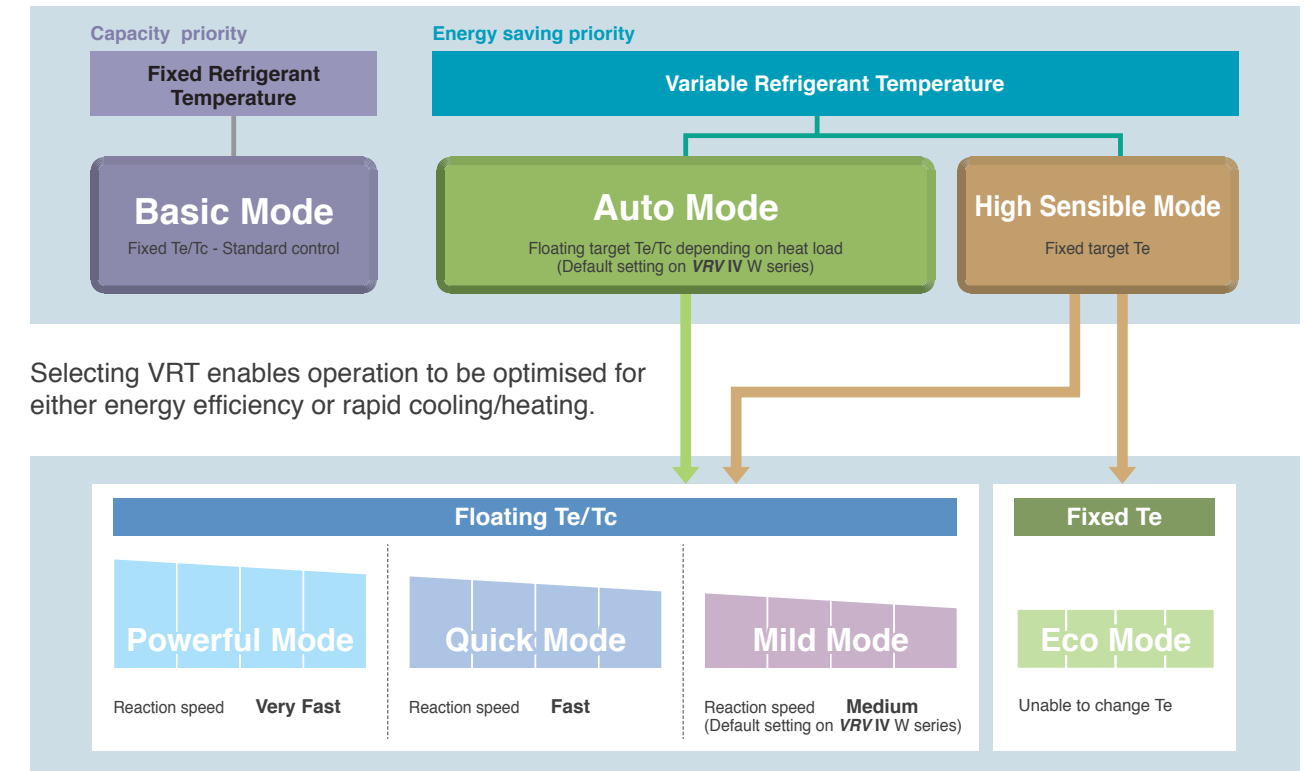 Capacity priority
Energy saving priority
Fixed Refrigerant
Temperature
Variable Refrigerant Temperature
Basic Mode
Fixed Te/Tc - Standard control
Auto Mode
Floating target Te/Tc depending on heat load
(Default setting on VRV IV W series)
High Sensible Mode
Fixed target Te
Selecting VRT enables operation to be optimised for
either energy efficiency or rapid cooling/heating.
Floating Te/Tc
Fixed Te
Powerful Mode
Quick Mode
Mild Mode
Eco Mode
Reaction speed Very Fast
Reaction speed Fast
Reaction speed Medium
(Default setting on VRV IV W series)
Unable to change Te